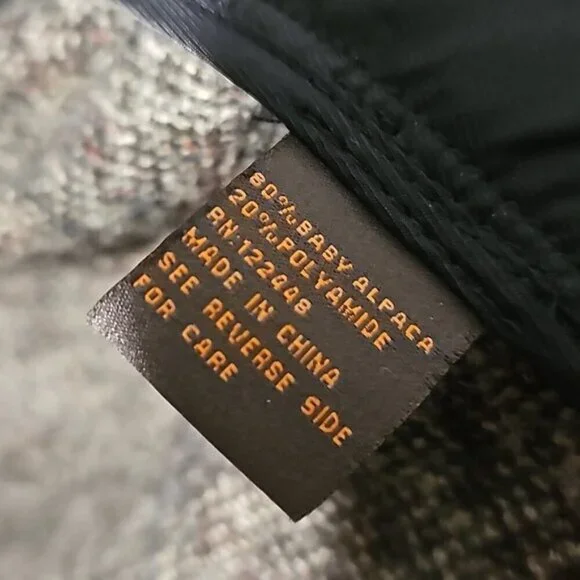 80%BABY ALPACA
20%POLYAMIDE
RN:122448
MADE IN CHINA
SEE REVERSE SIDE
FOR CARE